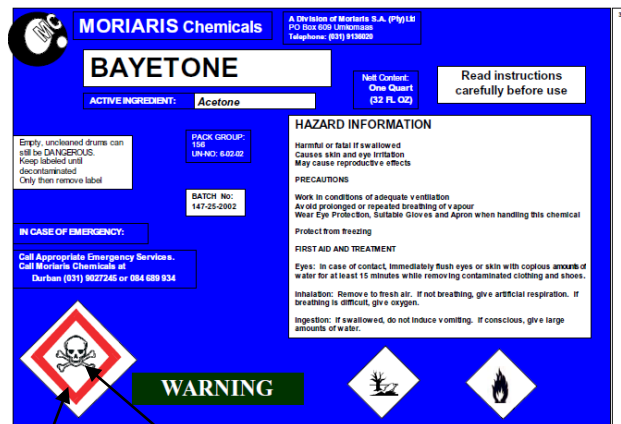 MC
MORIARIS Chemicals
A Division of Moriaris S.A. (Ply)Ltd
PO Box 609 Umkomaas
Telephone: (031) 9136020
BAYETONE
Nett Content:
One Quart
(32 FL OZ)
Read instructions
carefully before use
ACTIVE INGREDIENT: Acetone
Empty, uncleaned drums can
still be DANGEROUS.
Keep labeled until
decontaminated
Only then remove label
PACK GROUP:
156
UN-NO: 6-02-02
BATCH No:
147-25-2002
IN CASE OF EMERGENCY:
Call Appropriate Emergency Services.
Call Moriaris Chemicals at
Durban (031) 9027245 or 084 689 934
HAZARD INFORMATION
Harmful or fatal if swallowed
Causes skin and eye irritation
May cause reproductive effects
PRECAUTIONS
Work in conditions of adequate ventilation
Avoid prolonged or repeated breathing of vapour
Wear Eye Protection, Suitable Gloves and Apron when handling this chemical
Protect from freezing
FIRST AID AND TREATMENT
Eyes: in case of contact, immediately flush eyes or skin with copious amounts of
water for at least 15 minutes while removing contaminated clothing and shoes.
Inhalation: Remove to fresh air. If not breathing, give artificial respiration. If
breathing is difficult, give oxygen.
Ingestion: If swallowed, do not induce vomiting. If conscious, give large
amounts of water.
WARNING